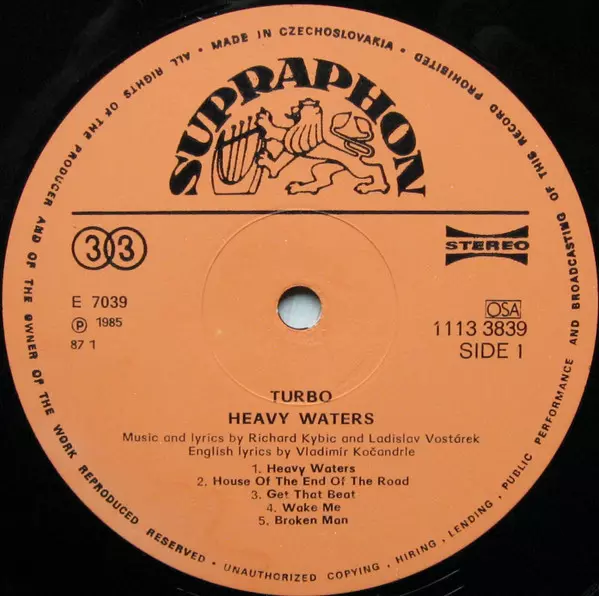 ALL RIGHTS OF THE PRODUCER AND OF THE OWNER OF THE WORK REPRODUCED RESERVED • UNAUTHORIZED COPYING, HIRING, LENDING, PUBLIC PERFORMANCE AND BROADCASTING OF THIS RECORD PROHIBITED • MADE IN CZECHOSLOVAKIA •
SUPRAPHON
33
STEREO
E 7039
℗ 1985
87 1
OSA
1113 3839
SIDE 1
TURBO
HEAVY WATERS
Music and lyrics by Richard Kybic and Ladislav Vostárek
English lyrics by Vladimír Kočandrle
1. Heavy Waters
2. House Of The End Of The Road
3. Get That Beat
4. Wake Me
5. Broken Man